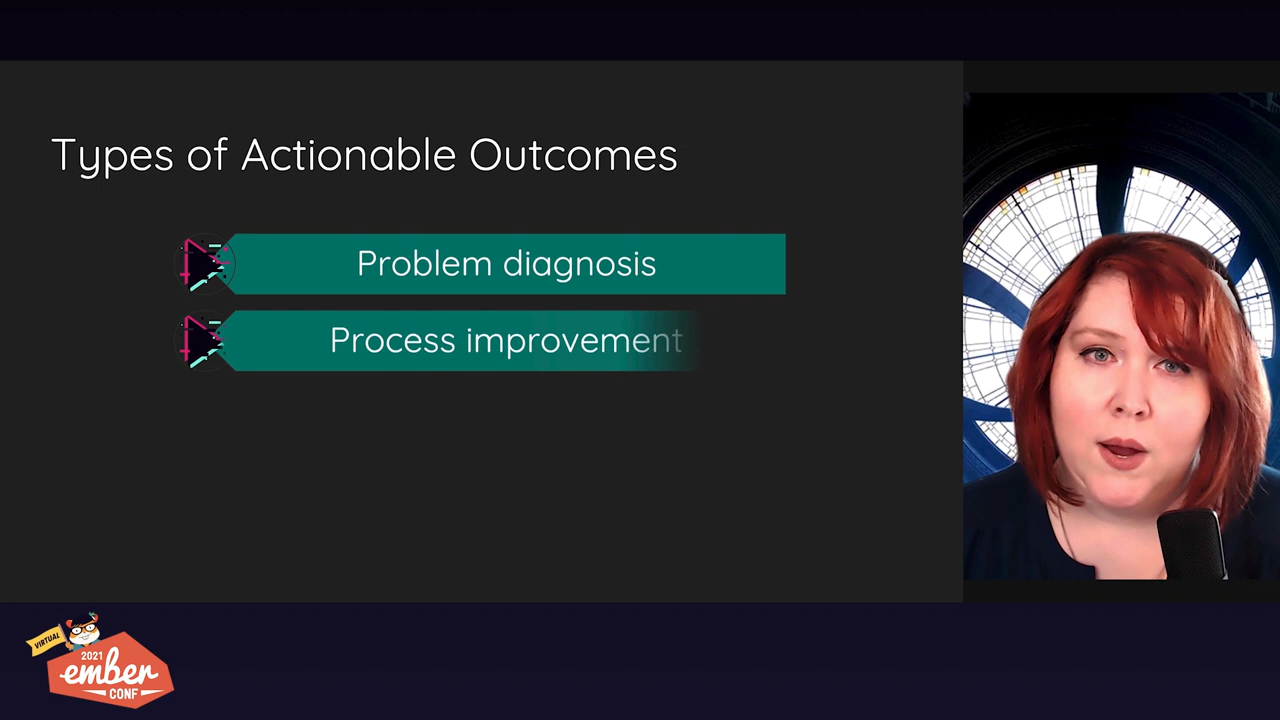 Types of Actionable Outcomes
Problem diagnosis
Process improvement
VIRTUAL
2021
ember
CONF